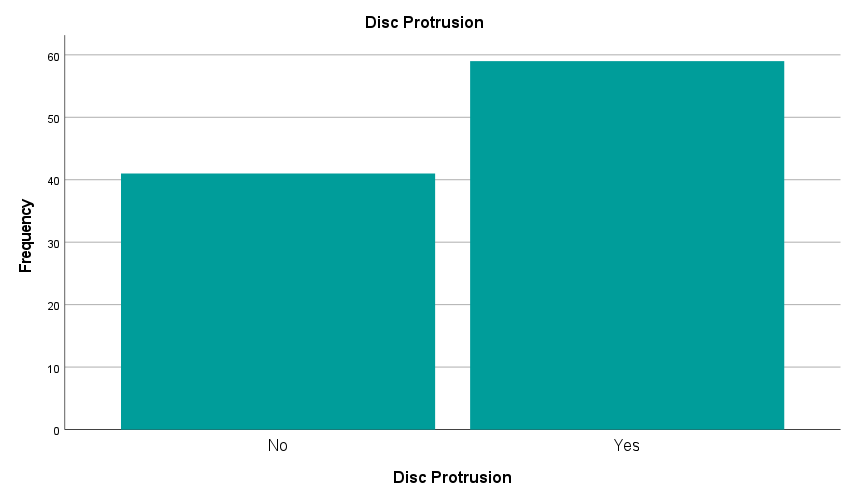 Disc Protrusion
Frequency
60
50
40
30
20
10
0
No
Yes
Disc Protrusion